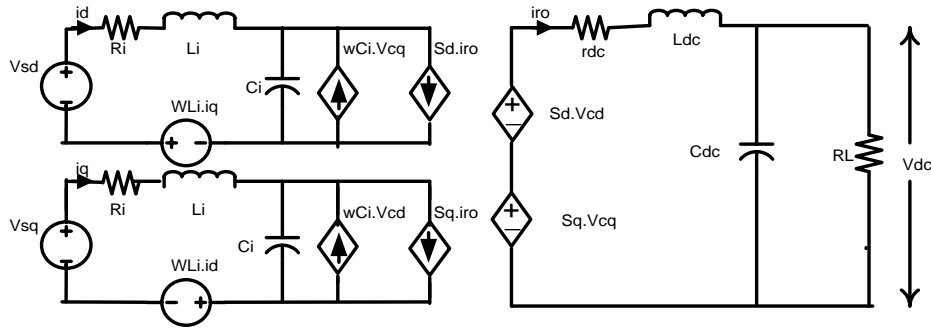 id
Ri
Li
Vsd
Ci
wCi.Vcq
Sd.iro
WLi.iq
iq
Ri
Li
Vsq
Ci
wCi.Vcd
Sq.iro
WLi.id
iro
rdc
Ldc
Sd.Vcd
Sq.Vcq
Cdc
RL
Vdc